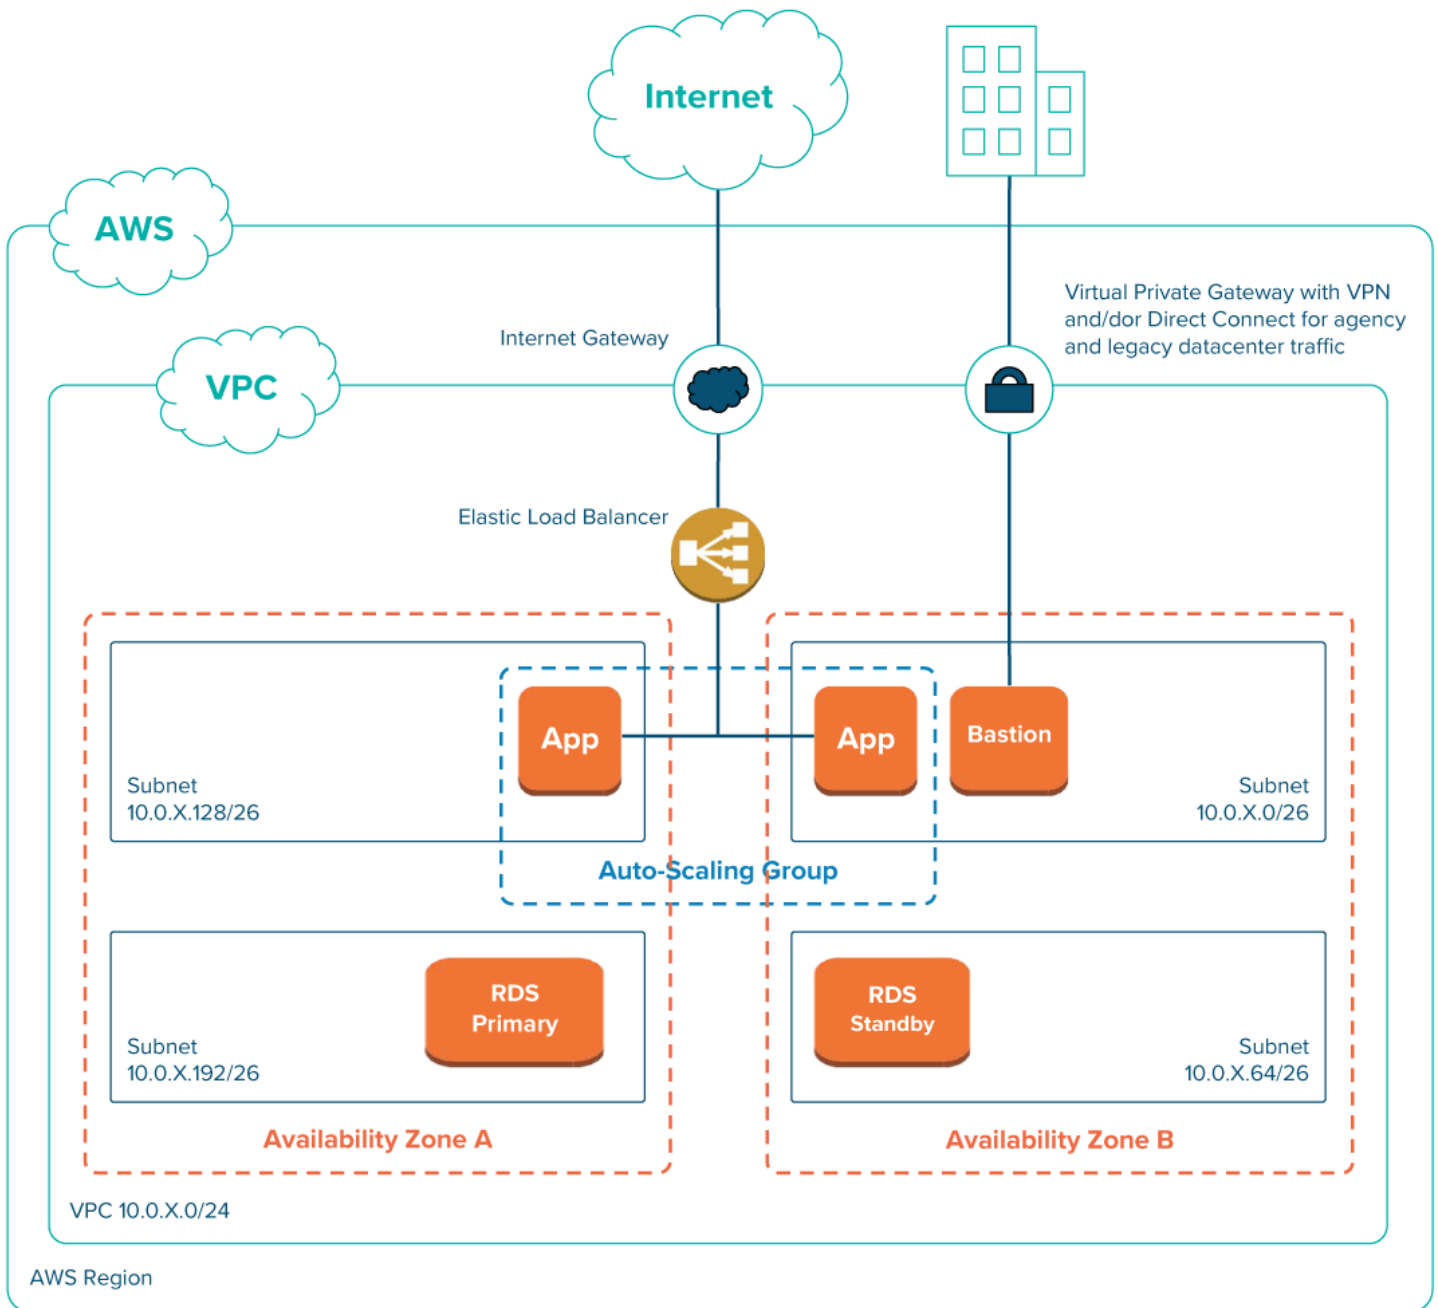 Internet
AWS
Virtual Private Gateway with VPN
and/dor Direct Connect for agency
and legacy datacenter traffic
Internet Gateway
VPC
Elastic Load Balancer
App
App
Bastion
Subnet
10.0.X.128/26
Subnet
10.0.X.0/26
Auto-Scaling Group
RDS
Primary
RDS
Standby
Subnet
10.0.X.192/26
Subnet
10.0.X.64/26
Availability Zone A
Availability Zone B
VPC 10.0.X.0/24
AWS Region